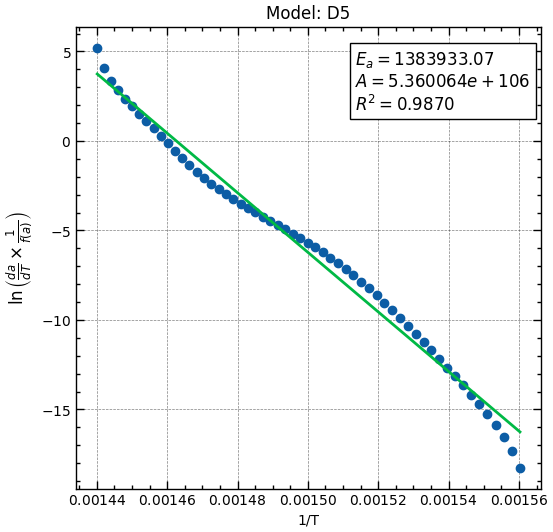 Model: D5
E_a = 1383933.07
A = 5.360064e + 106
R² = 0.9870
ln (da/dT × 1/f(a))
5
0
−5
−10
−15
0.00144 0.00146 0.00148 0.00150 0.00152 0.00154 0.00156
1/T